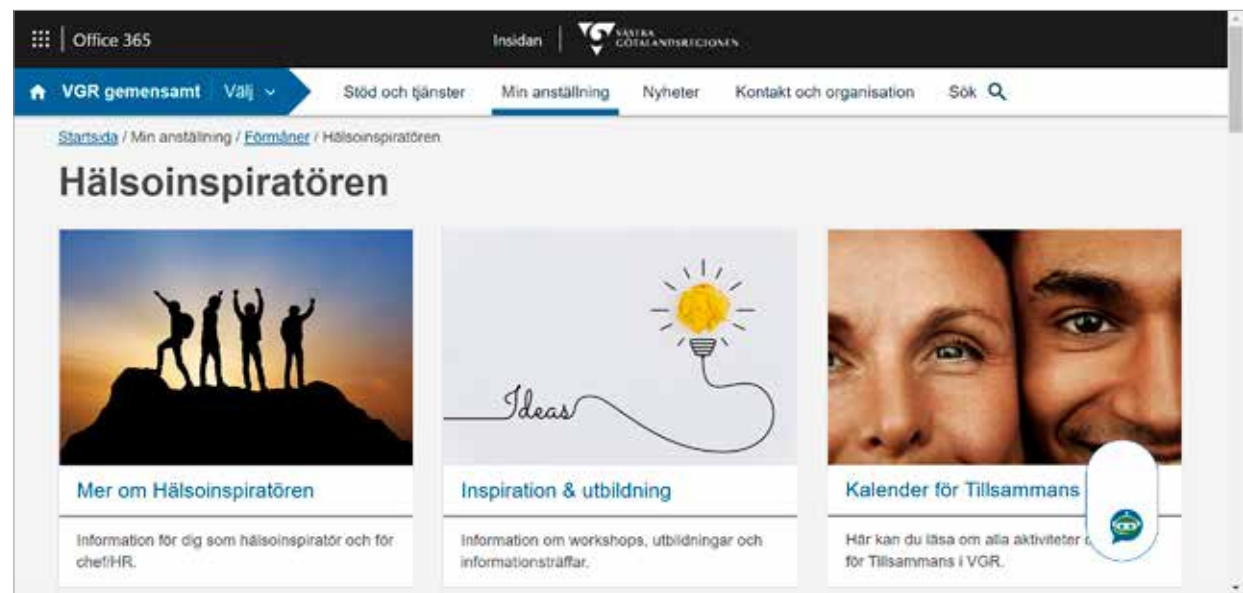 Office 365
Insidan
VÄSTRA
GÖTALANDSREGIONEN
VGR gemensamt Välj
Stöd och tjänster
Min anställning
Nyheter
Kontakt och organisation
Sök
Startsida / Min anställning / Förmåner / Hälsoinspiratören
Hälsoinspiratören
Ideas
Mer om Hälsoinspiratören
Information för dig som hälsoinspiratör och för
chef/HR.
Inspiration & utbildning
Information om workshops, utbildningar och
informationsträffar.
Kalender för Tillsammans
Här kan du läsa om alla aktiviteter
för Tillsammans i VGR.